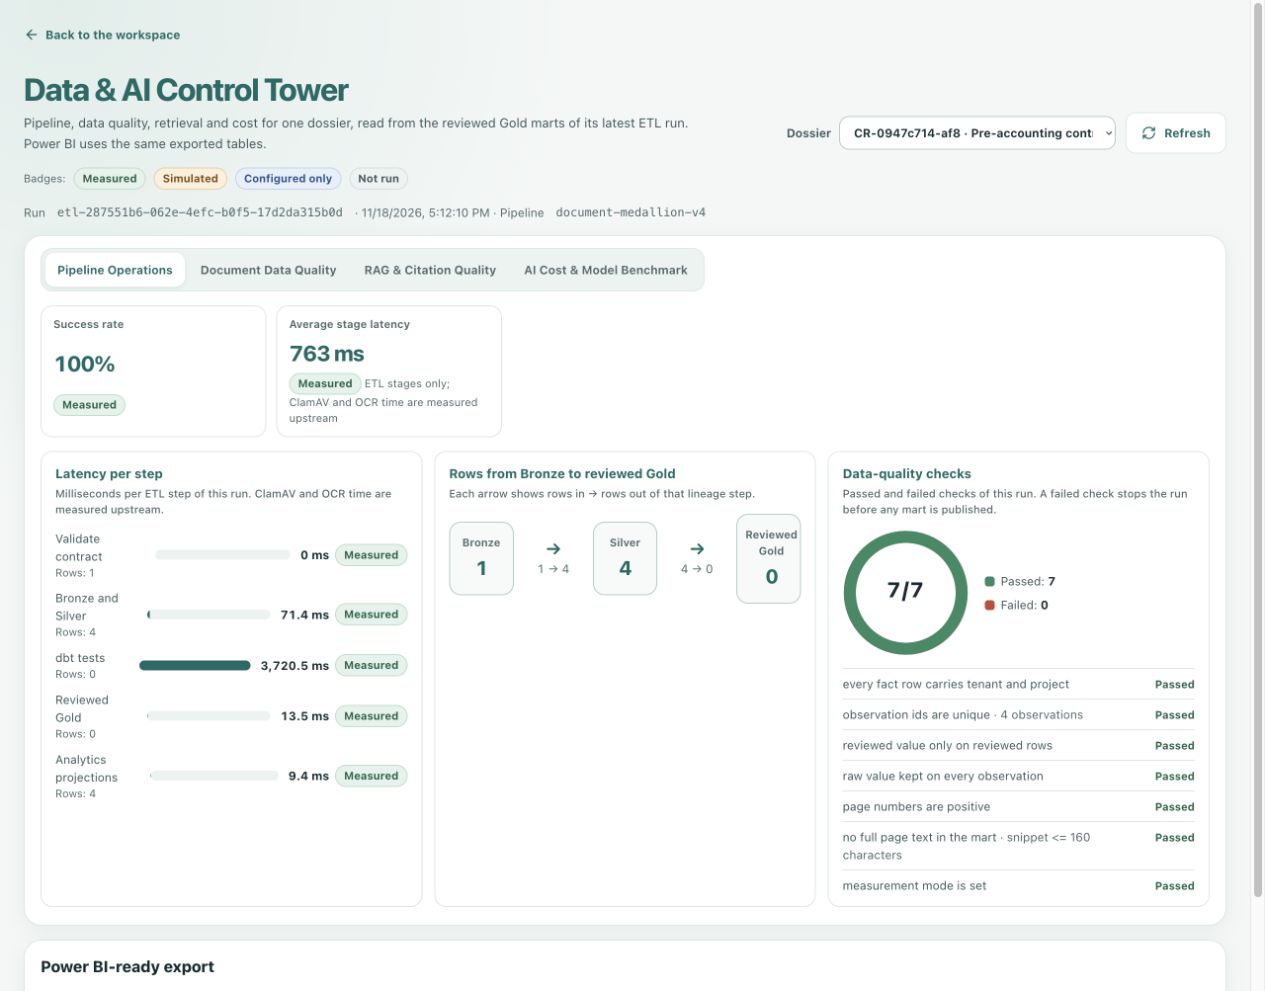 ← Back to the workspace
Data & AI Control Tower
Pipeline, data quality, retrieval and cost for one dossier, read from the reviewed Gold marts of its latest ETL run.
Power BI uses the same exported tables.
Dossier
CR-0947c714-af8 · Pre-accounting cont
Refresh
Badges: Measured Simulated Configured only Not run
Run etl-287551b6-062e-4efc-b0f5-17d2da315b0d · 11/18/2026, 5:12:10 PM · Pipeline document-medallion-v4
Pipeline Operations
Document Data Quality
RAG & Citation Quality
AI Cost & Model Benchmark
Success rate
100%
Measured
Average stage latency
763 ms
Measured ETL stages only;
ClamAV and OCR time are measured
upstream
Latency per step
Milliseconds per ETL step of this run. ClamAV and OCR time are
measured upstream.
Validate
contract
Rows: 1
0 ms Measured
Bronze and
Silver
Rows: 4
71.4 ms Measured
dbt tests
Rows: 0
3,720.5 ms Measured
Reviewed
Gold
Rows: 0
13.5 ms Measured
Analytics
projections
Rows: 4
9.4 ms Measured
Rows from Bronze to reviewed Gold
Each arrow shows rows in → rows out of that lineage step.
Bronze
1
→
1 → 4
Silver
4
→
4 → 0
Reviewed
Gold
0
Data-quality checks
Passed and failed checks of this run. A failed check stops the run
before any mart is published.
7/7
Passed: 7
Failed: 0
every fact row carries tenant and project Passed
observation ids are unique · 4 observations Passed
reviewed value only on reviewed rows Passed
raw value kept on every observation Passed
page numbers are positive Passed
no full page text in the mart · snippet <= 160 Passed
characters
measurement mode is set Passed
Power BI-ready export